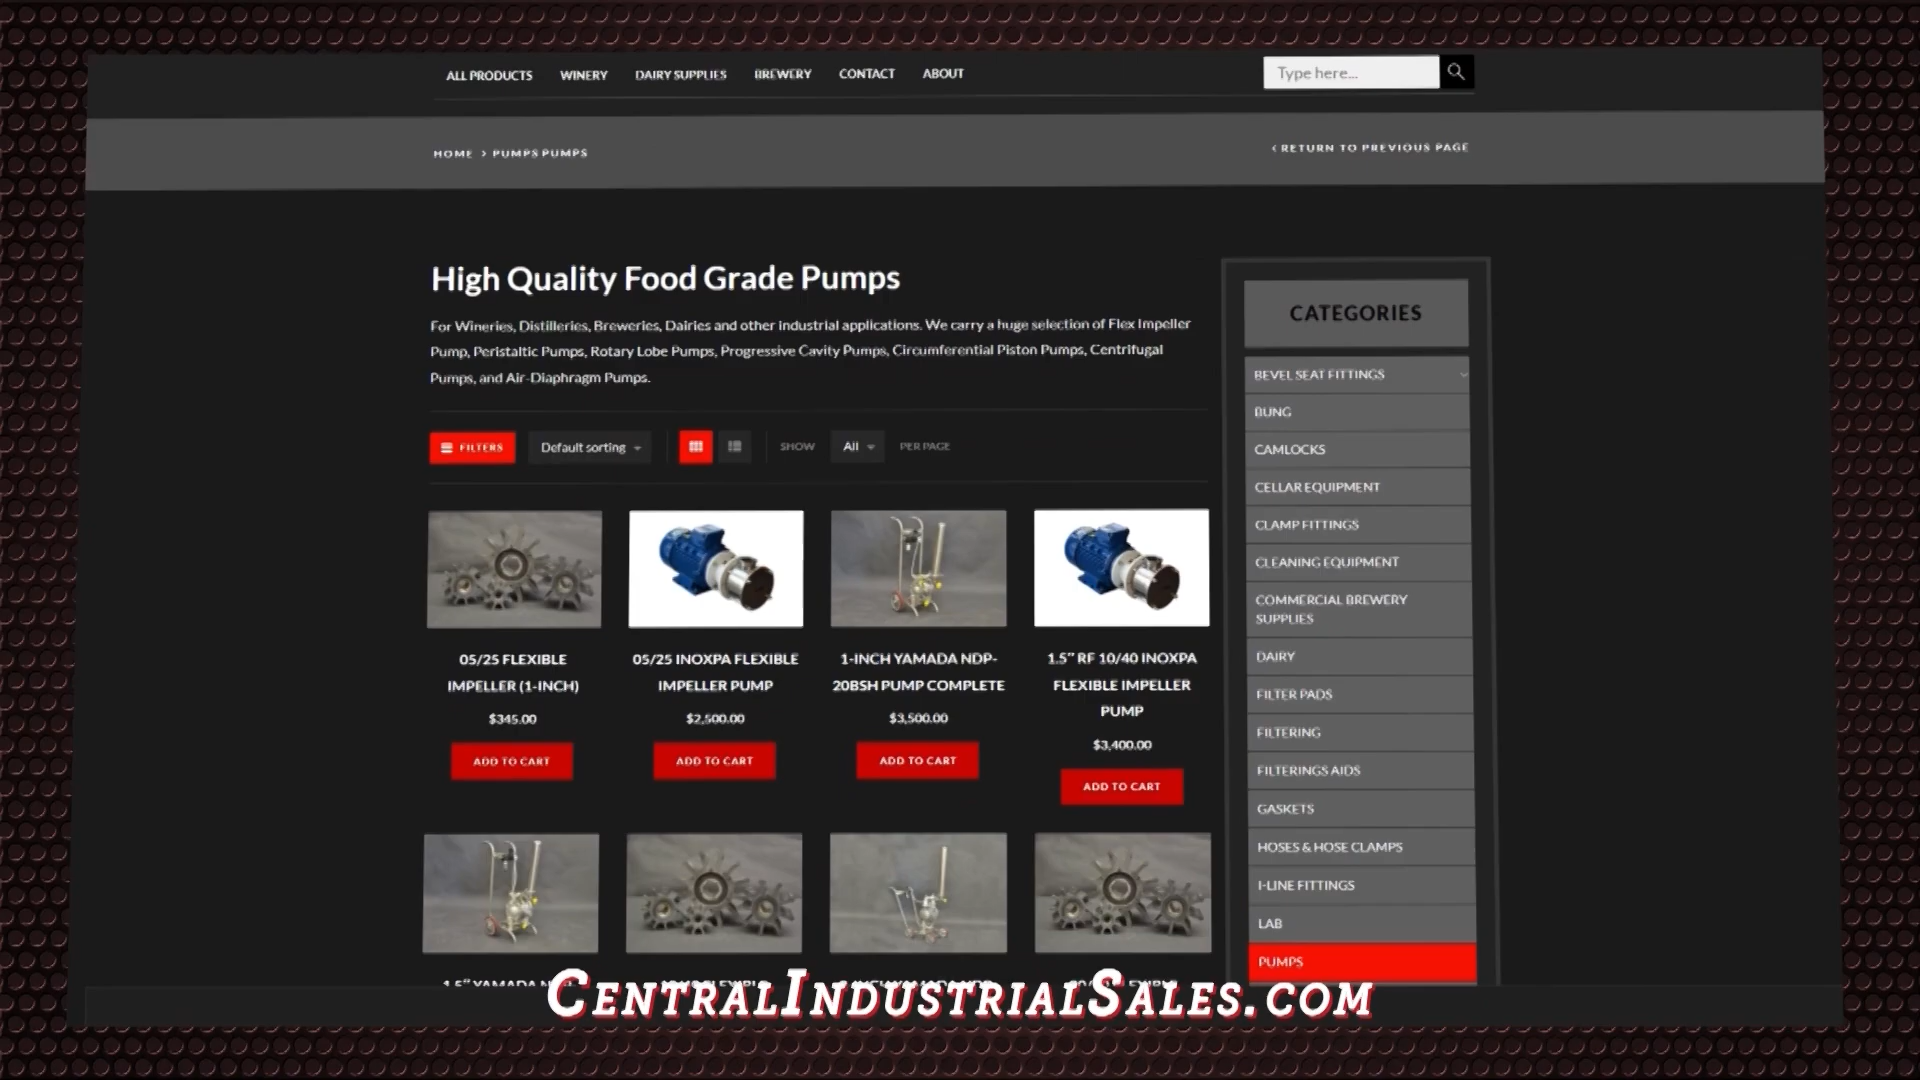 ALL PRODUCTS WINERY DAIRY SUPPLIES BREWERY CONTACT ABOUT
Type here...
HOME > PUMPS PUMPS
< RETURN TO PREVIOUS PAGE
High Quality Food Grade Pumps
For Wineries, Distilleries, Breweries, Dairies and other industrial applications. We carry a huge selection of Flex Impeller
Pump, Peristaltic Pumps, Rotary Lobe Pumps, Progressive Cavity Pumps, Circumferential Piston Pumps, Centrifugal
Pumps, and Air-Diaphragm Pumps.
FILTERS Default sorting SHOW All PER PAGE
05/25 FLEXIBLE
IMPELLER (1-INCH)
$345.00
ADD TO CART
05/25 INOXPA FLEXIBLE
IMPELLER PUMP
$2,500.00
ADD TO CART
1-INCH YAMADA NDP-
20BSH PUMP COMPLETE
$3,500.00
ADD TO CART
1.5" RF 10/40 INOXPA
FLEXIBLE IMPELLER
PUMP
$3,400.00
ADD TO CART
CATEGORIES
BEVEL SEAT FITTINGS
BUNG
CAMLOCKS
CELLAR EQUIPMENT
CLAMP FITTINGS
CLEANING EQUIPMENT
COMMERCIAL BREWERY
SUPPLIES
DAIRY
FILTER PADS
FILTERING
FILTERINGS AIDS
GASKETS
HOSES & HOSE CLAMPS
I-LINE FITTINGS
LAB
PUMPS
1.5" YAMADA
CENTRALINDUSTRIALSALES.COM